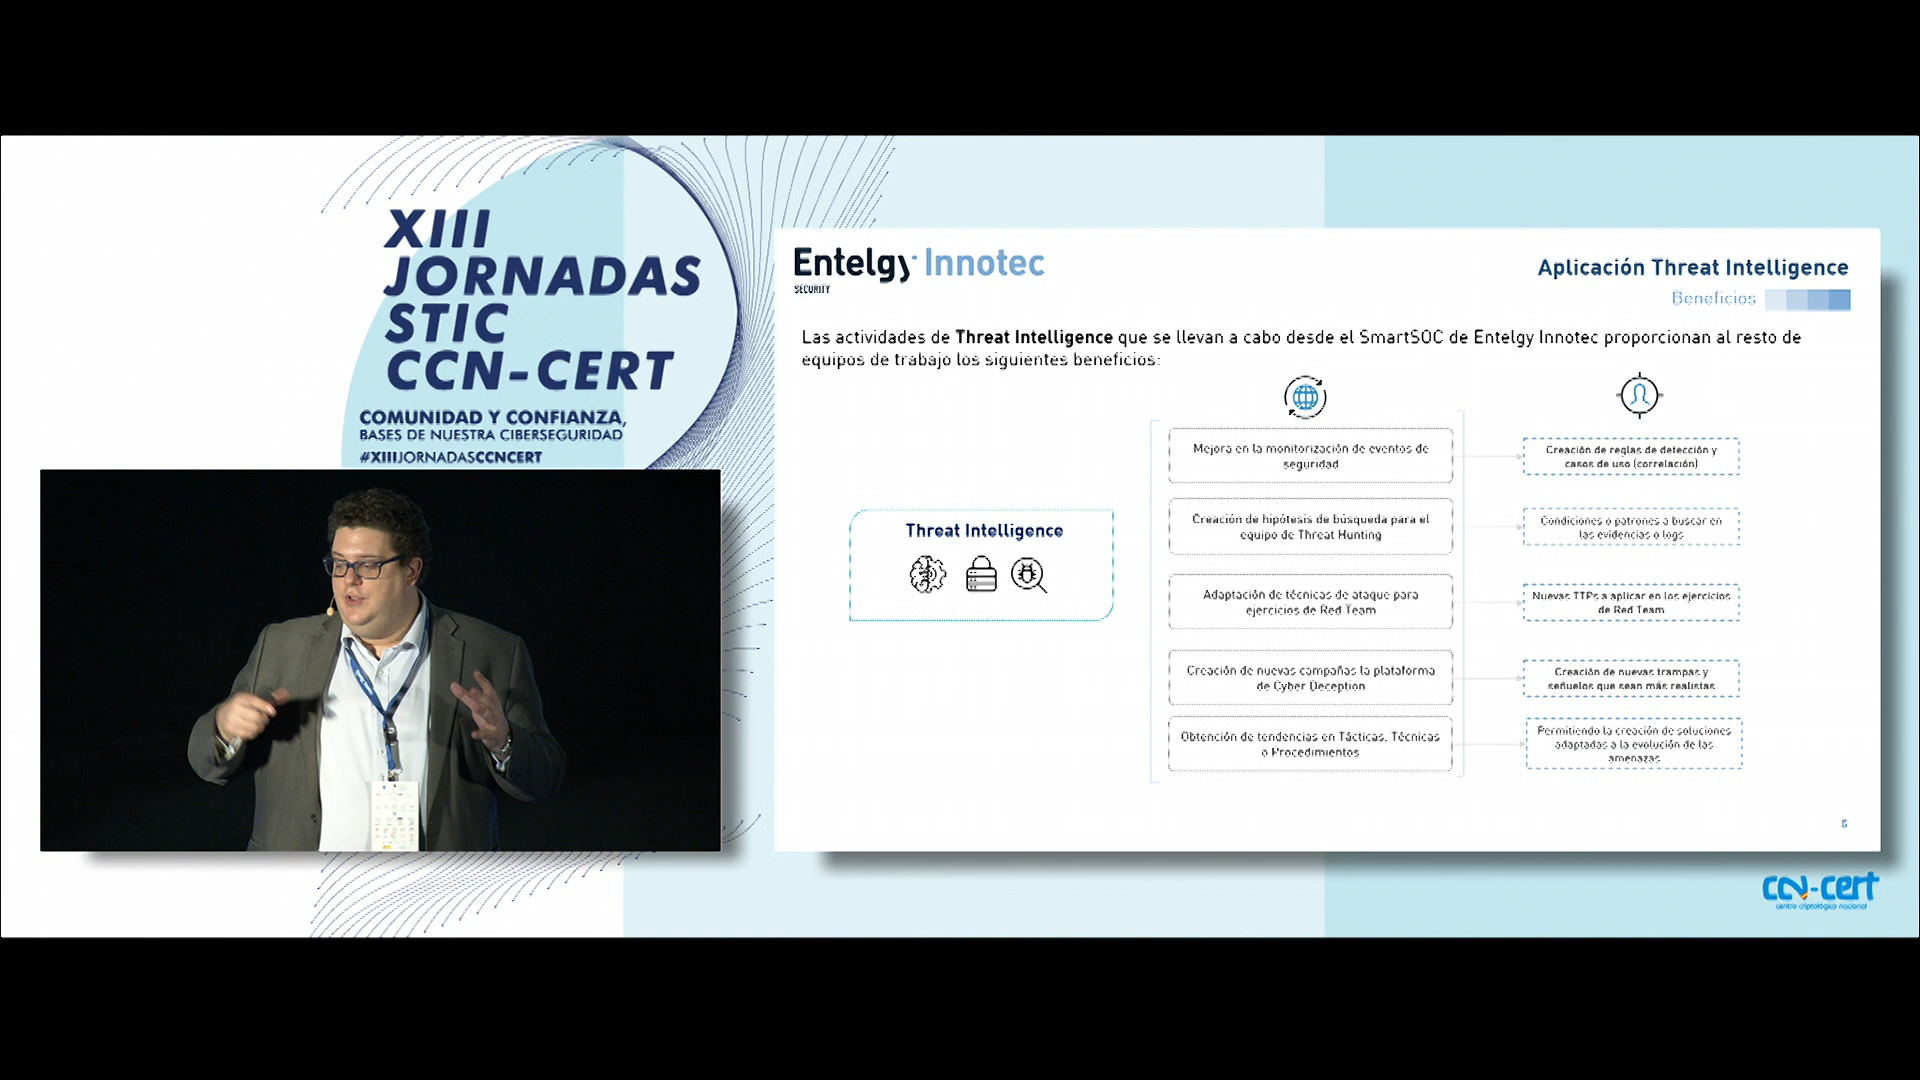 XIII
JORNADAS
STIC
CCN-CERT
COMUNIDAD Y CONFIANZA,
BASES DE NUESTRA CIBERSEGURIDAD
#XIIIJORNADASCCNCERT
Entelgy Innotec
SECURITY
Aplicación Threat Intelligence
Beneficios
Las actividades de Threat Intelligence que se llevan a cabo desde el SmartSOC de Entelgy Innotec proporcionan al resto de
equipos de trabajo los siguientes beneficios:
Threat Intelligence
Mejora en la monitorización de eventos de
seguridad
Creación de reglas de detección y
casos de uso (correlación)
Creación de hipótesis de búsqueda para el
equipo de Threat Hunting
Condiciones o patrones a buscar en
las evidencias o logs
Adaptación de técnicas de ataque para
ejercicios de Red Team
Nuevas TTPs a aplicar en los ejercicios
de Red Team
Creación de nuevas campañas la plataforma
de Cyber Deception
Creación de nuevas trampas y
señuelos que sean más realistas
Obtención de tendencias en Tácticas, Técnicas
o Procedimientos
Permitiendo la creación de soluciones
adaptadas a la evolución de las
amenazas
ccn-cert
centro criptológico nacional